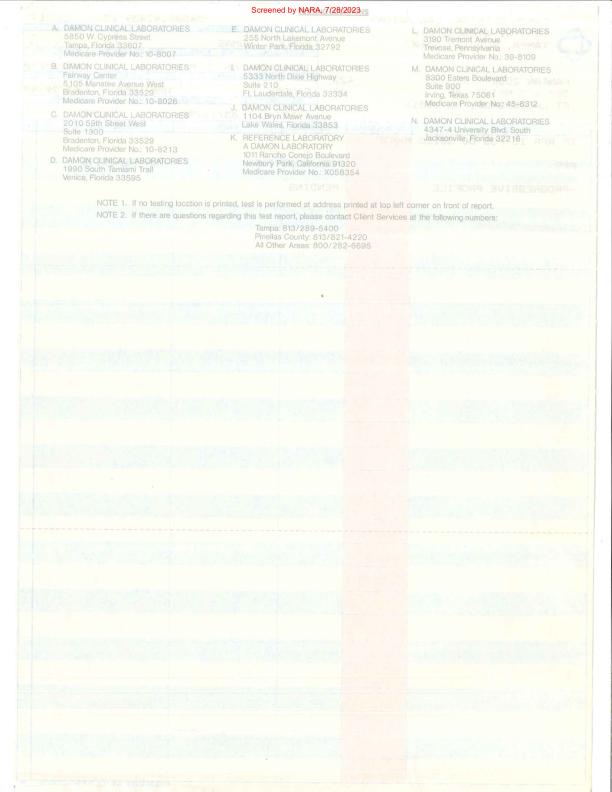 Screened by NARA, 7/28/2023
A. DAMON CLINICAL LABORATORIES
5850 W. Cypress Street
Tampa, Florida 33607
Medicare Provider No.: 10-8007
B. DAMON CLINICAL LABORATORIES
Fairway Center
5105 Manatee Avenue West
Bradenton, Florida 33529
Medicare Provider No.: 10-8026
C. DAMON CLINICAL LABORATORIES
2010 59th Street West
Suite 1300
Bradenton, Florida 33529
Medicare Provider No.: 10-8213
D. DAMON CLINICAL LABORATORIES
1990 South Tamiami Trail
Venice, Florida 33595
E. DAMON CLINICAL LABORATORIES
255 North Lakemont Avenue
Winter Park, Florida 32792
I. DAMON CLINICAL LABORATORIES
5333 North Dixie Highway
Suite 210
Ft. Lauderdale, Florida 33334
J. DAMON CLINICAL LABORATORIES
1104 Bryn Mawr Avenue
Lake Wales, Florida 33853
K. REFERENCE LABORATORY
A DAMON LABORATORY
1011 Rancho Conejo Boulevard
Newbury Park, California 91320
Medicare Provider No.: X058354
L. DAMON CLINICAL LABORATORIES
3190 Tremont Avenue
Trevose, Pennsylvania
Medicare Provider No.: 39-8109
M. DAMON CLINICAL LABORATORIES
8300 Esters Boulevard
Suite 900
Irving, Texas 75061
Medicare Provider No.: 45-8312
N. DAMON CLINICAL LABORATORIES
4347-4 University Blvd. South
Jacksonville, Florida 32216
NOTE 1. If no testing location is printed, test is performed at address printed at top left corner on front of report.
NOTE 2. If there are questions regarding this test report, please contact Client Services at the following numbers:
Tampa: 813/289-5400
Pinellas County: 813/821-4220
All Other Areas: 800/282-6695